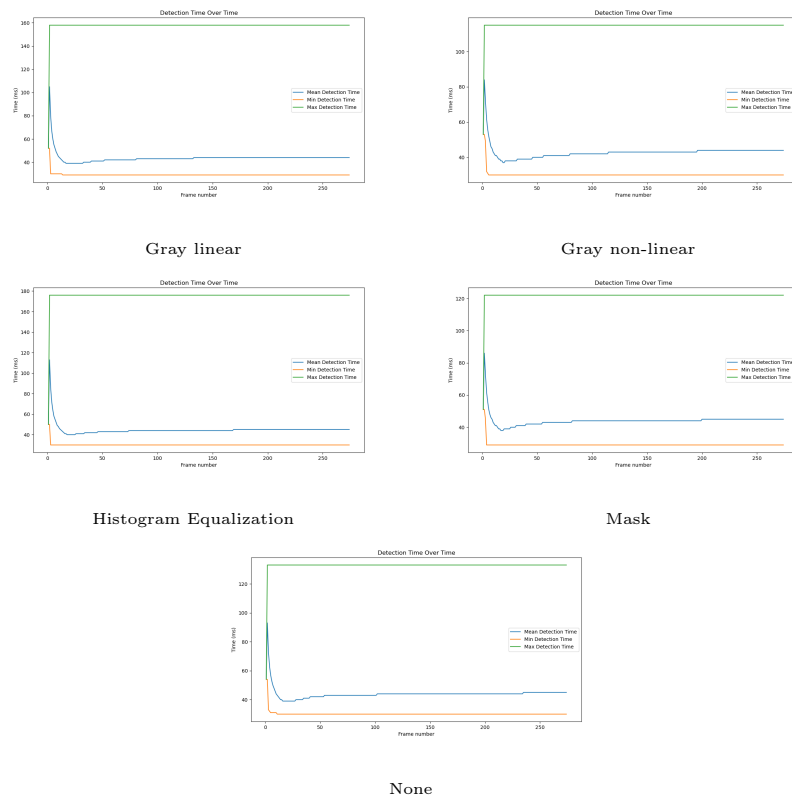 Detection Time Over Time
160
140
120
100
80
60
40
Time (ms)
Mean Detection Time
Min Detection Time
Max Detection Time
0 50 100 150 200 250
Frame number
Gray linear
Detection Time Over Time
100
80
60
40
Time (ms)
Mean Detection Time
Min Detection Time
Max Detection Time
0 50 100 150 200 250
Frame number
Gray non-linear
Detection Time Over Time
180
160
140
120
100
80
60
40
Time (ms)
Mean Detection Time
Min Detection Time
Max Detection Time
0 50 100 150 200 250
Frame number
Histogram Equalization
Detection Time Over Time
120
100
80
60
40
Time (ms)
Mean Detection Time
Min Detection Time
Max Detection Time
0 50 100 150 200 250
Frame number
Mask
Detection Time Over Time
120
100
80
60
40
Time (ms)
Mean Detection Time
Min Detection Time
Max Detection Time
0 50 100 150 200 250
Frame number
None